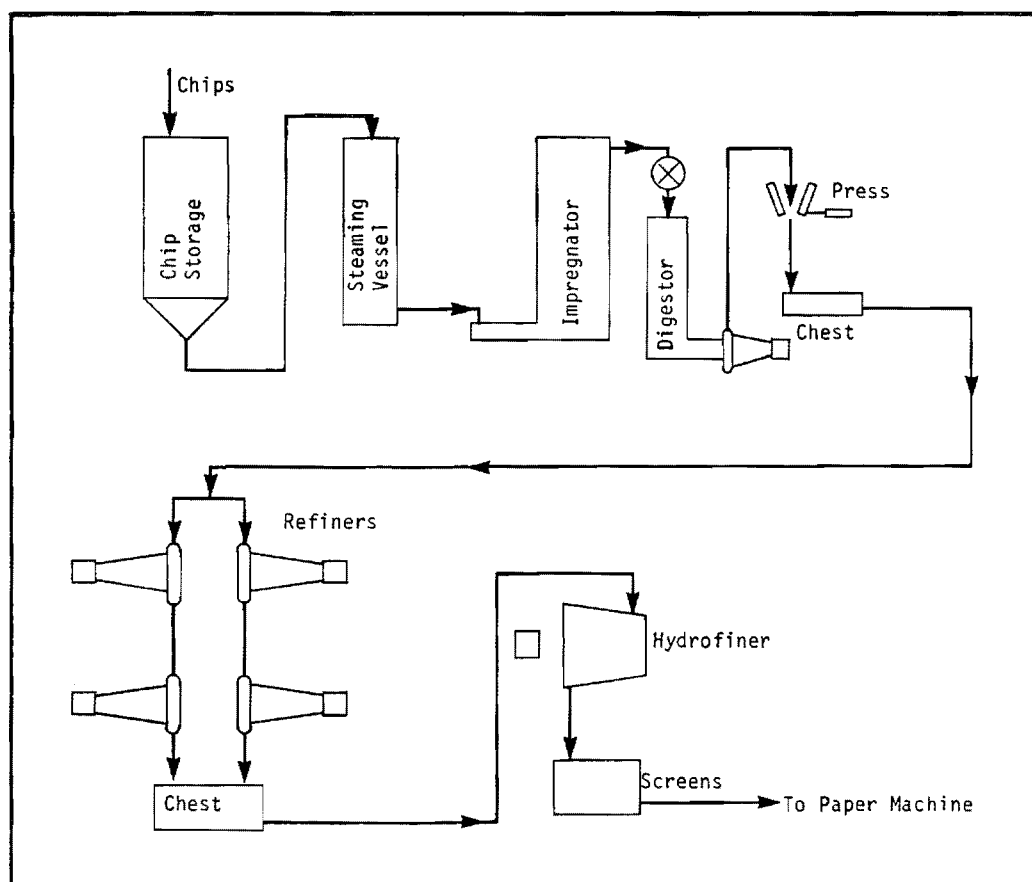 Chips
Chip
Storage
Steaming
Vessel
Impregnator
Digestor
Press
Chest
Refiners
Hydrofiner
Chest
Screens
To Paper Machine